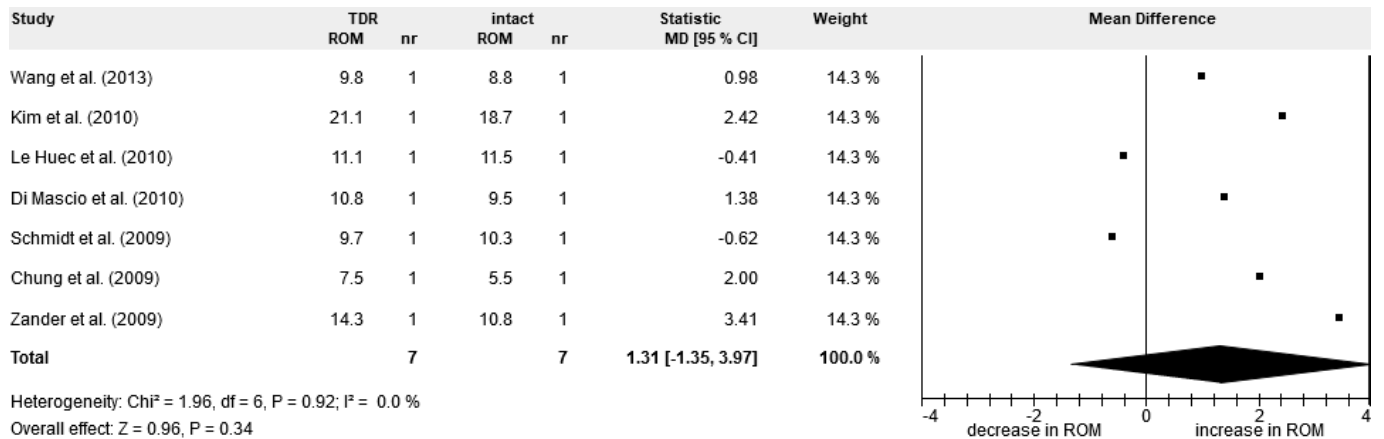 Study TDR intact Statistic Weight Mean Difference
ROM nr ROM nr MD [95 % CI]
Wang et al. (2013) 9.8 1 8.8 1 0.98 14.3 %
Kim et al. (2010) 21.1 1 18.7 1 2.42 14.3 %
Le Huec et al. (2010) 11.1 1 11.5 1 -0.41 14.3 %
Di Mascio et al. (2010) 10.8 1 9.5 1 1.38 14.3 %
Schmidt et al. (2009) 9.7 1 10.3 1 -0.62 14.3 %
Chung et al. (2009) 7.5 1 5.5 1 2.00 14.3 %
Zander et al. (2009) 14.3 1 10.8 1 3.41 14.3 %
Total 7 7 1.31 [-1.35, 3.97] 100.0 %
Heterogeneity: Chi² = 1.96, df = 6, P = 0.92; I² = 0.0 %
Overall effect: Z = 0.96, P = 0.34
-4 -2 0 2 4
decrease in ROM increase in ROM